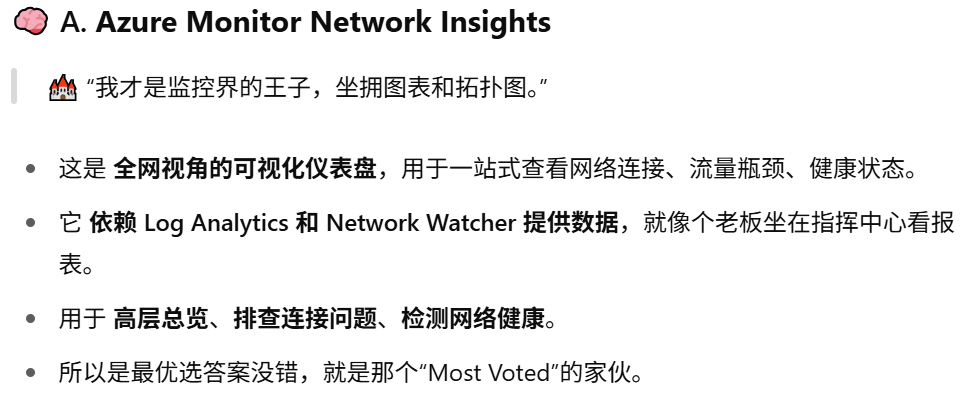 🧠 A. Azure Monitor Network Insights
🏰 “我才是监控界的王子，坐拥图表和拓扑图。”
• 这是 全网视角的可视化仪表盘，用于一站式查看网络连接、流量瓶颈、健康状态。
• 它 依赖 Log Analytics 和 Network Watcher 提供数据，就像个老板坐在指挥中心看报
表。
• 用于 高层总览、排查连接问题、检测网络健康。
• 所以是最优选答案没错，就是那个“Most Voted”的家伙。